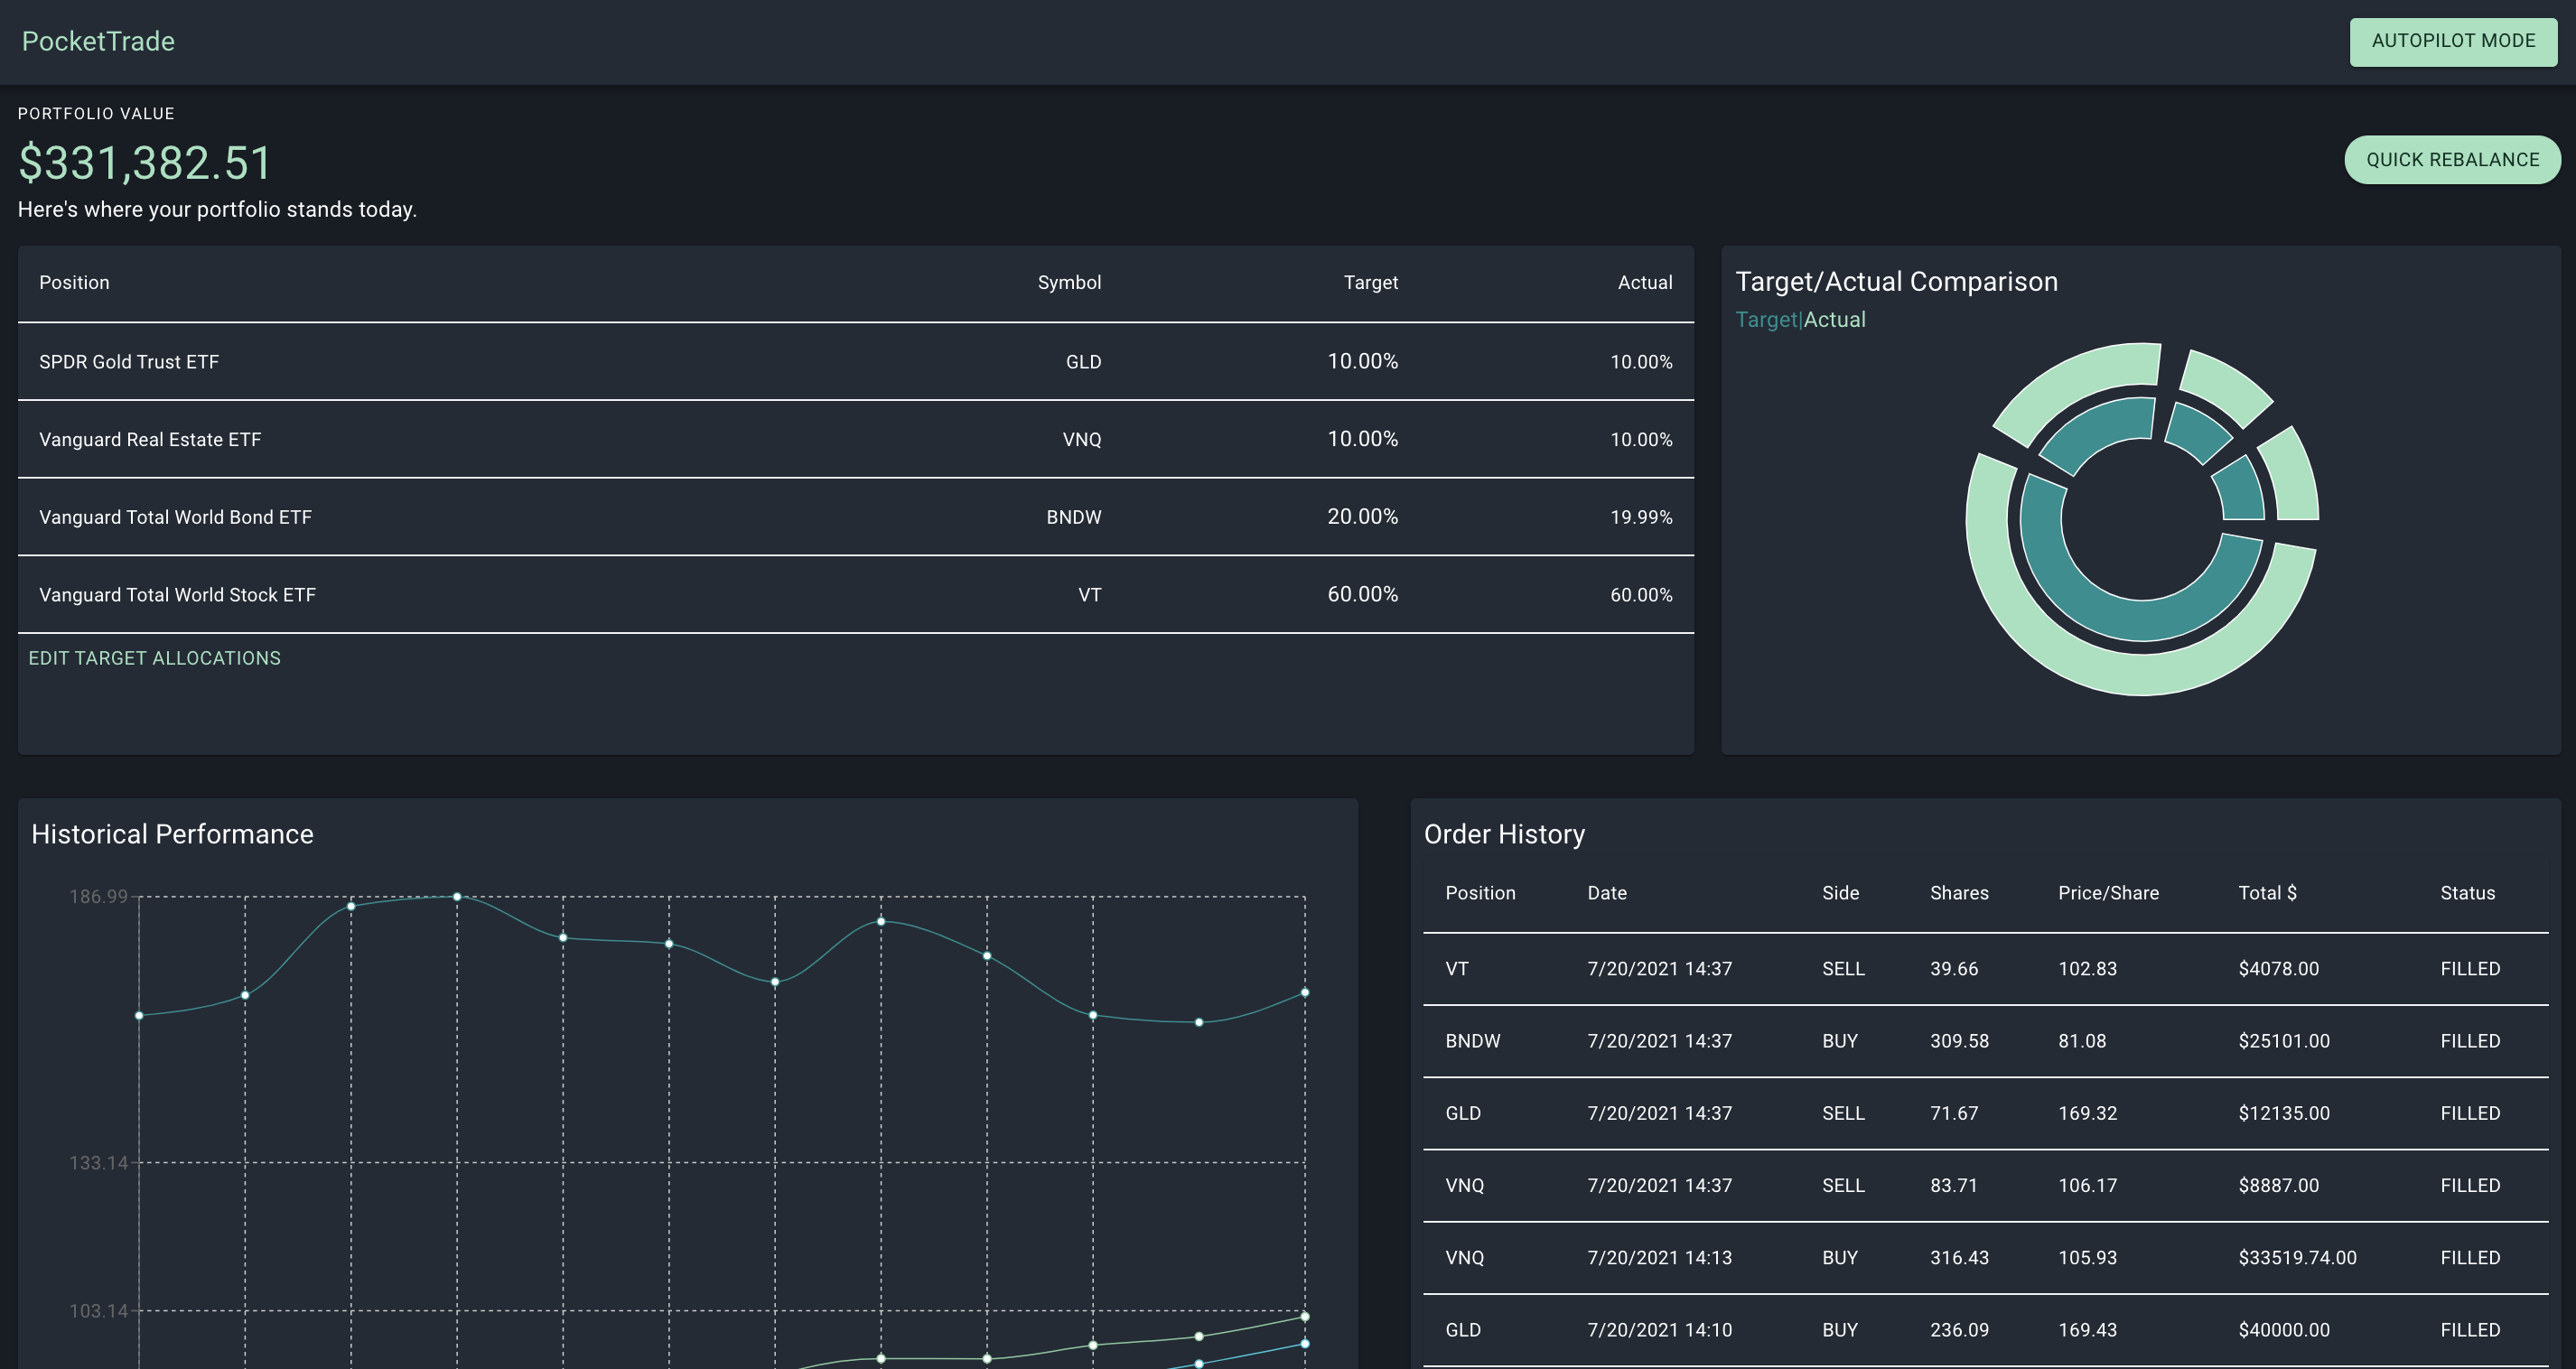 PocketTrade
AUTOPILOT MODE
PORTFOLIO VALUE
$331,382.51
Here's where your portfolio stands today.
QUICK REBALANCE
Position Symbol Target Actual
SPDR Gold Trust ETF GLD 10.00% 10.00%
Vanguard Real Estate ETF VNQ 10.00% 10.00%
Vanguard Total World Bond ETF BNDW 20.00% 19.99%
Vanguard Total World Stock ETF VT 60.00% 60.00%
EDIT TARGET ALLOCATIONS
Target/Actual Comparison
Target|Actual
Historical Performance
186.99
133.14
103.14
Order History
Position Date Side Shares Price/Share Total $ Status
VT 7/20/2021 14:37 SELL 39.66 102.83 $4078.00 FILLED
BNDW 7/20/2021 14:37 BUY 309.58 81.08 $25101.00 FILLED
GLD 7/20/2021 14:37 SELL 71.67 169.32 $12135.00 FILLED
VNQ 7/20/2021 14:37 SELL 83.71 106.17 $8887.00 FILLED
VNQ 7/20/2021 14:13 BUY 316.43 105.93 $33519.74.00 FILLED
GLD 7/20/2021 14:10 BUY 236.09 169.43 $40000.00 FILLED